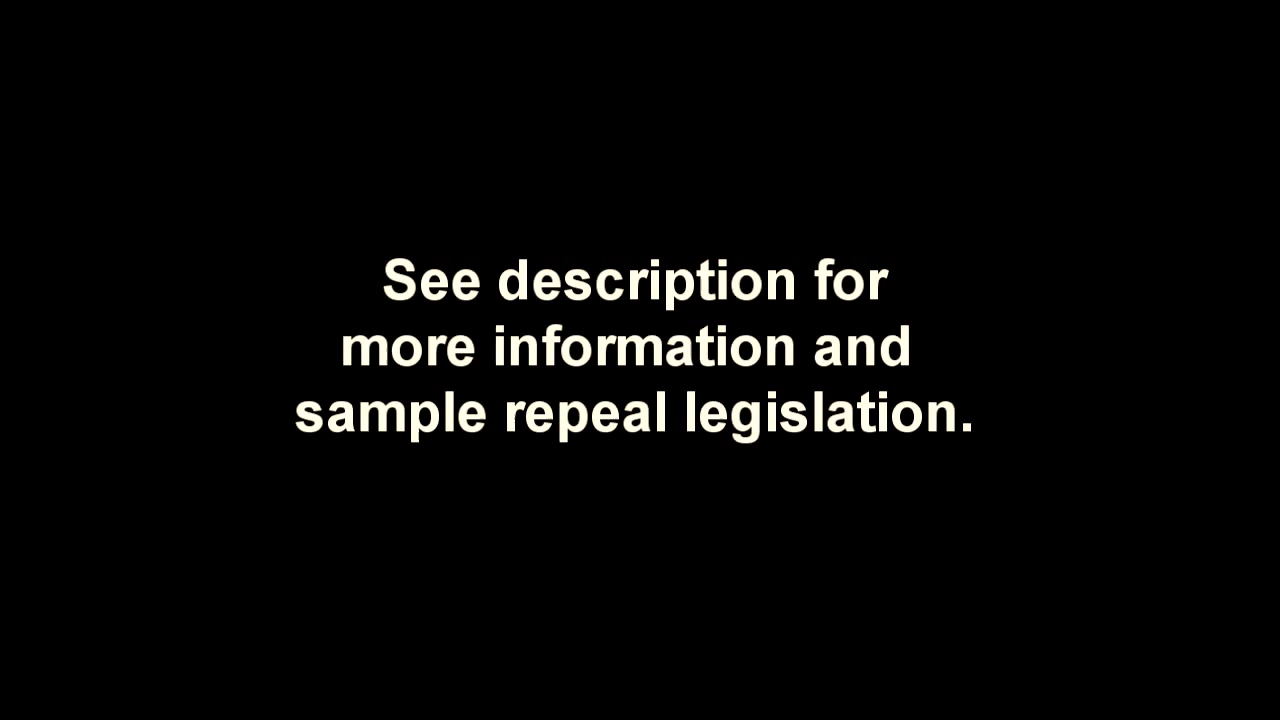 See description for
more information and
sample repeal legislation.